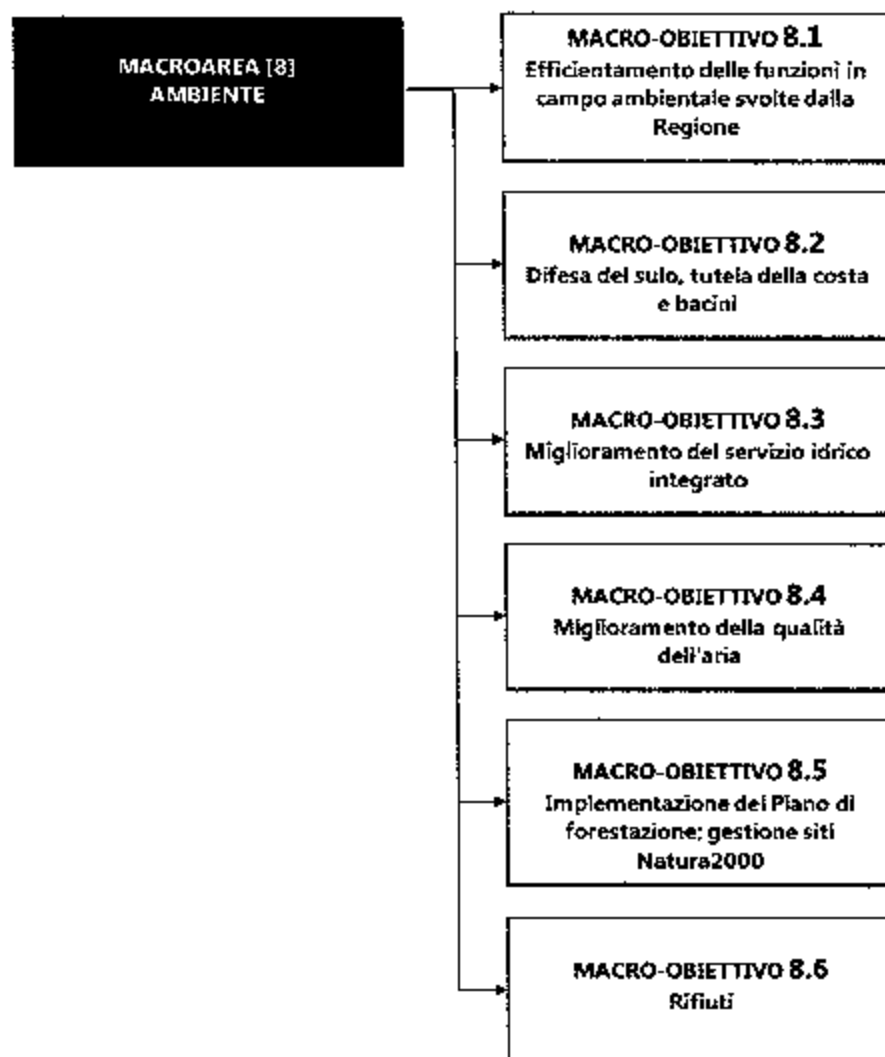 MACROAREA [8]
AMBIENTE
MACRO-OBIETTIVO 8.1
Efficientamento delle funzioni in
campo ambientale svolte dalla
Regione
MACRO-OBIETTIVO 8.2
Difesa del sulo, tutela della costa
e bacini
MACRO-OBIETTIVO 8.3
Miglioramento del servizio idrico
integrato
MACRO-OBIETTIVO 8.4
Miglioramento della qualità
dell'aria
MACRO-OBIETTIVO 8.5
Implementazione del Piano di
forestazione; gestione siti
Natura2000
MACRO-OBIETTIVO 8.6
Rifiuti